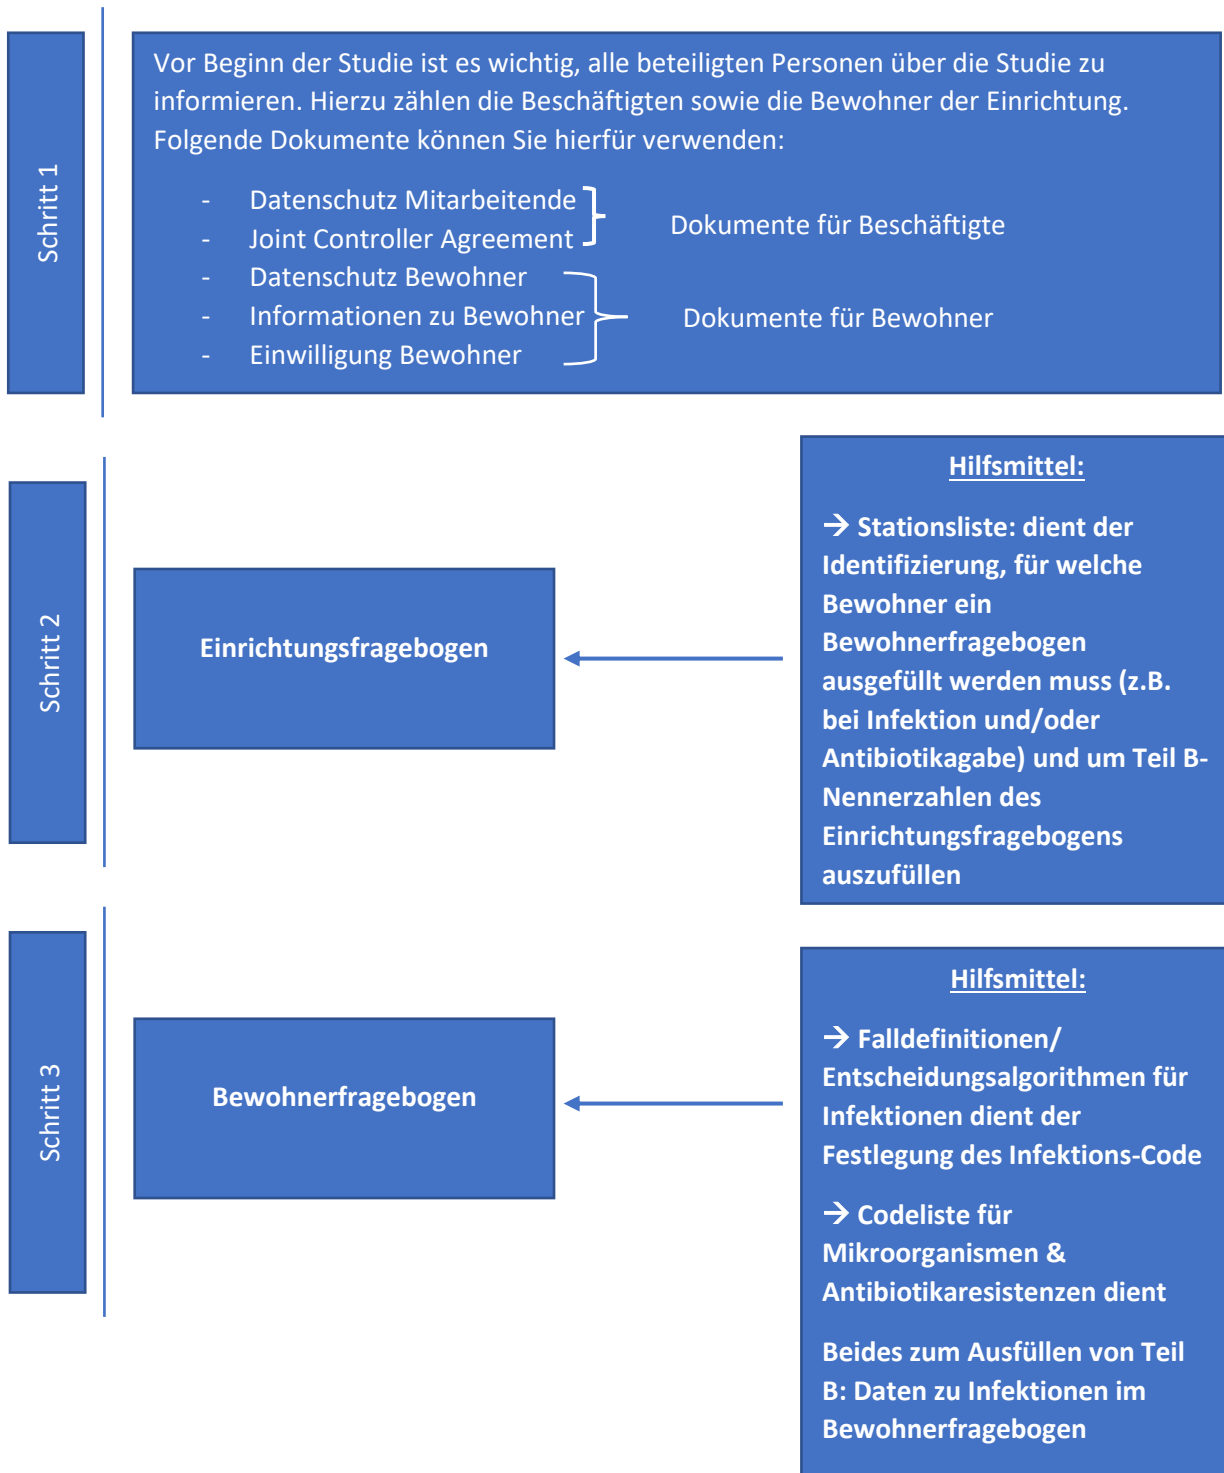 Schritt 1
Vor Beginn der Studie ist es wichtig, alle beteiligten Personen über die Studie zu
informieren. Hierzu zählen die Beschäftigten sowie die Bewohner der Einrichtung.
Folgende Dokumente können Sie hierfür verwenden:
- Datenschutz Mitarbeitende
- Joint Controller Agreement
Dokumente für Beschäftigte
- Datenschutz Bewohner
- Informationen zu Bewohner
- Einwilligung Bewohner
Dokumente für Bewohner
Schritt 2
Einrichtungsfragebogen
Hilfsmittel:
→ Stationsliste: dient der
Identifizierung, für welche
Bewohner ein
Bewohnerfragebogen
ausgefüllt werden muss (z.B.
bei Infektion und/oder
Antibiotikagabe) und um Teil B-
Nennerzahlen des
Einrichtungsfragebogens
auszufüllen
Schritt 3
Bewohnerfragebogen
Hilfsmittel:
→ Falldefinitionen/
Entscheidungsalgorithmen für
Infektionen dient der
Festlegung des Infektions-Code
→ Codeliste für
Mikroorganismen &
Antibiotikaresistenzen dient
Beides zum Ausfüllen von Teil
B: Daten zu Infektionen im
Bewohnerfragebogen